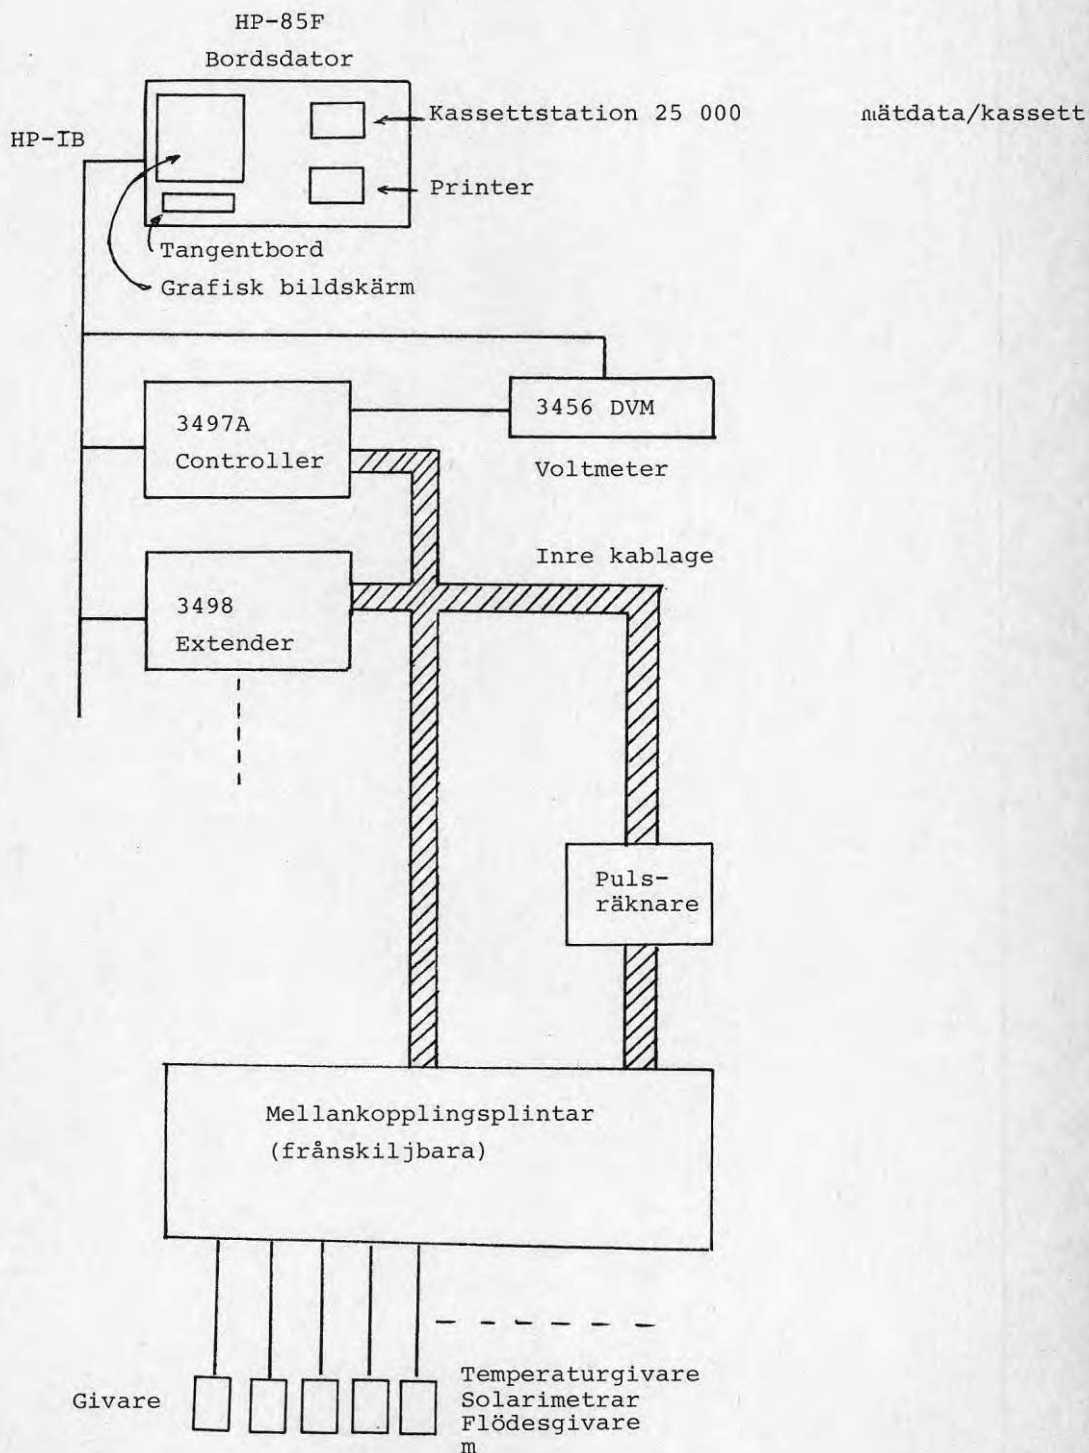 HP-85F
Bordsdator
Kassettstation 25 000 mätdata/kassett
HP-IB
Printer
Tangentbord
Grafisk bildskärm
3456 DVM
3497A
Controller
Voltmeter
Inre kablage
3498
Extender
Puls-
räknare
Mellankopplingsplintar
(frånskiljbara)
Temperaturgivare
Givare
Solarimetrar
Flödesgivare
m